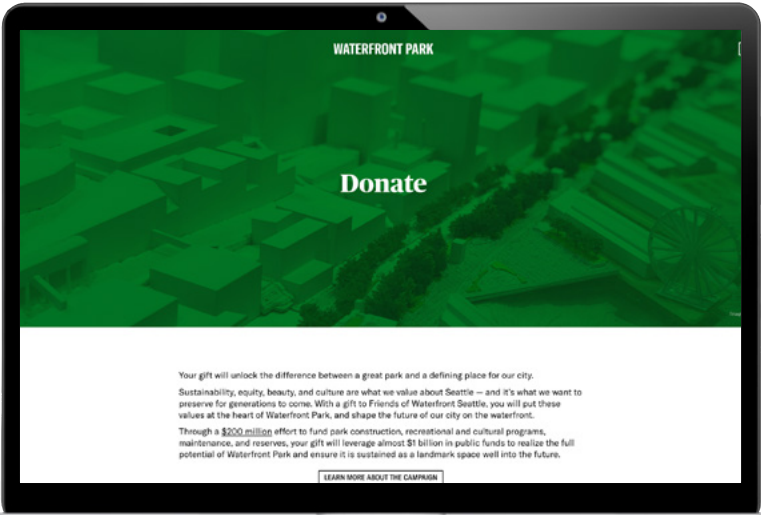 WATERFRONT PARK
Donate
Your gift will unlock the difference between a great park and a defining place for our city.
Sustainability, equity, beauty, and culture are what we value about Seattle — and it's what we want to
preserve for generations to come. With a gift to Friends of Waterfront Seattle, you will put these
values at the heart of Waterfront Park, and shape the future of our city on the waterfront.
Through a $200 million effort to fund park construction, recreational and cultural programs,
maintenance, and reserves, your gift will leverage almost $1 billion in public funds to realize the full
potential of Waterfront Park and ensure it is sustained as a landmark space well into the future.
LEARN MORE ABOUT THE CAMPAIGN